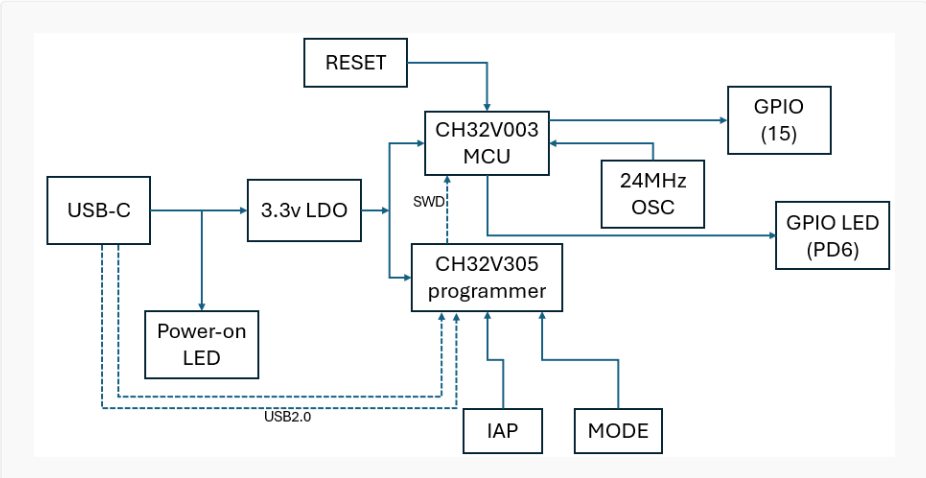 RESET
CH32V003
MCU
GPIO
(15)
24MHz
OSC
USB-C
3.3v LDO
SWD
GPIO LED
(PD6)
CH32V305
programmer
Power-on
LED
USB2.0
IAP
MODE